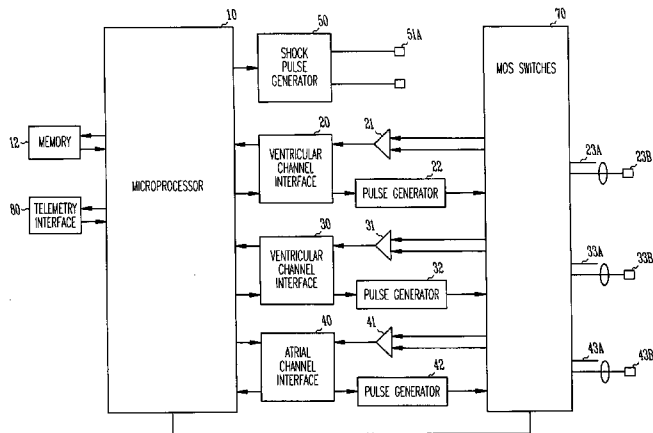 10
50
51A
70
SHOCK
PULSE
GENERATOR
MOS SWITCHES
12
MEMORY
20
21
VENTRICULAR
CHANNEL
INTERFACE
22
PULSE GENERATOR
23A
23B
MICROPROCESSOR
80
TELEMETRY
INTERFACE
30
31
VENTRICULAR
CHANNEL
INTERFACE
32
PULSE GENERATOR
33A
33B
40
41
ATRIAL
CHANNEL
INTERFACE
42
PULSE GENERATOR
43A
43B